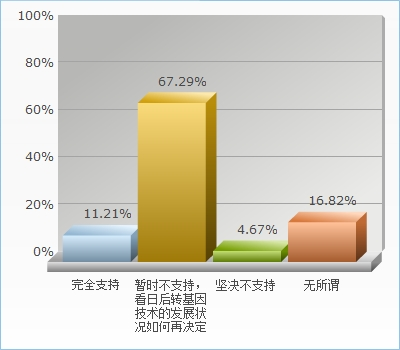 100%
80%
60%
40%
20%
0%
11.21%
67.29%
4.67%
16.82%
完全支持
暂时不支持，
看日后转基因
技术的发展状
况如何再决定
坚决不支持
无所谓